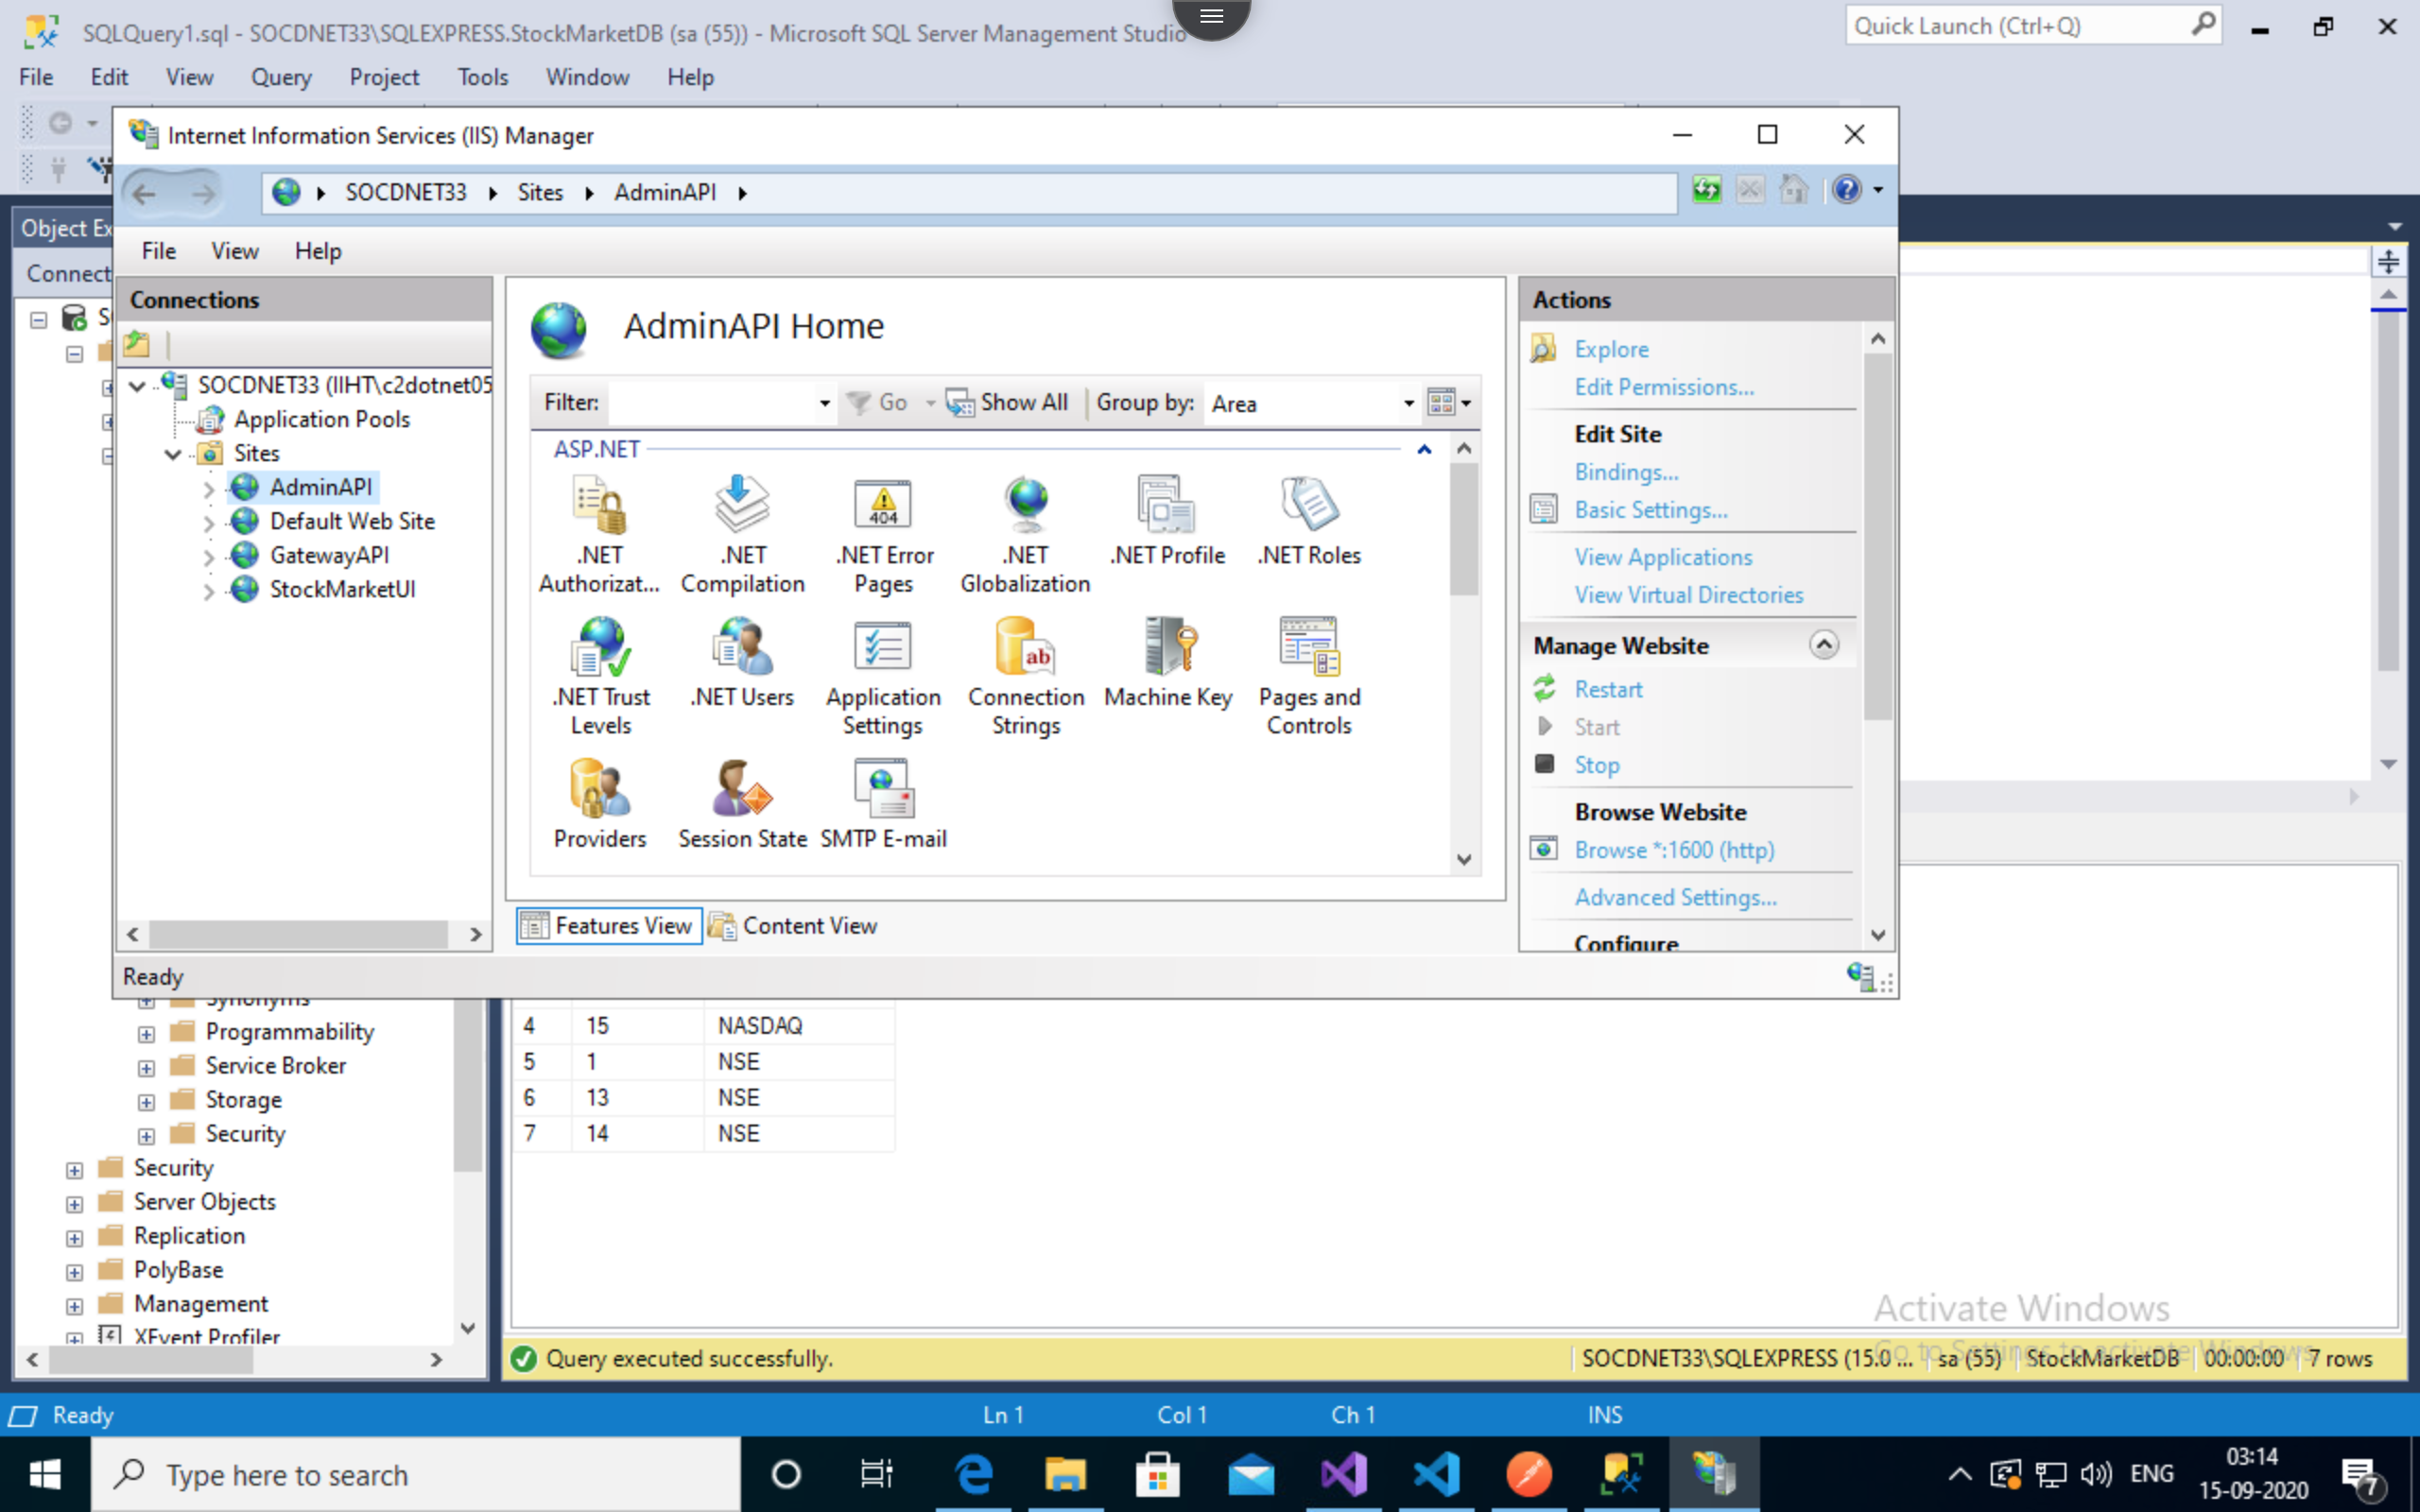 SQLQuery1.sql - SOCDNET33\SQLEXPRESS.StockMarketDB (sa (55)) - Microsoft SQL Server Management Studio
Quick Launch (Ctrl+Q)
File Edit View Query Project Tools Window Help
Internet Information Services (IIS) Manager
SOCDNET33 Sites AdminAPI
File View Help
Object Ex
Connect
Connections
SOCDNET33 (IIHT\c2dotnet05
Application Pools
Sites
AdminAPI
Default Web Site
GatewayAPI
StockMarketUI
AdminAPI Home
Filter: Go Show All Group by: Area
ASP.NET
.NET Authorizat...
.NET Compilation
404
.NET Error Pages
.NET Globalization
.NET Profile
.NET Roles
.NET Trust Levels
.NET Users
Application Settings
ab
Connection Strings
Machine Key
Pages and Controls
Providers
Session State
SMTP E-mail
Features View Content View
Actions
Explore
Edit Permissions...
Edit Site
Bindings...
Basic Settings...
View Applications
View Virtual Directories
Manage Website
Restart
Start
Stop
Browse Website
Browse *:1600 (http)
Advanced Settings...
Configure
Ready
Synonyms
Programmability
Service Broker
Storage
Security
Security
Server Objects
Replication
PolyBase
Management
XEvent Profiler
4 15 NASDAQ
5 1 NSE
6 13 NSE
7 14 NSE
Activate Windows
Go to Settings to activate Windows.
Query executed successfully.
SOCDNET33\SQLEXPRESS (15.0 ... sa (55) StockMarketDB 00:00:00 7 rows
Ready Ln 1 Col 1 Ch 1 INS
Type here to search
ENG
03:14
15-09-2020
7